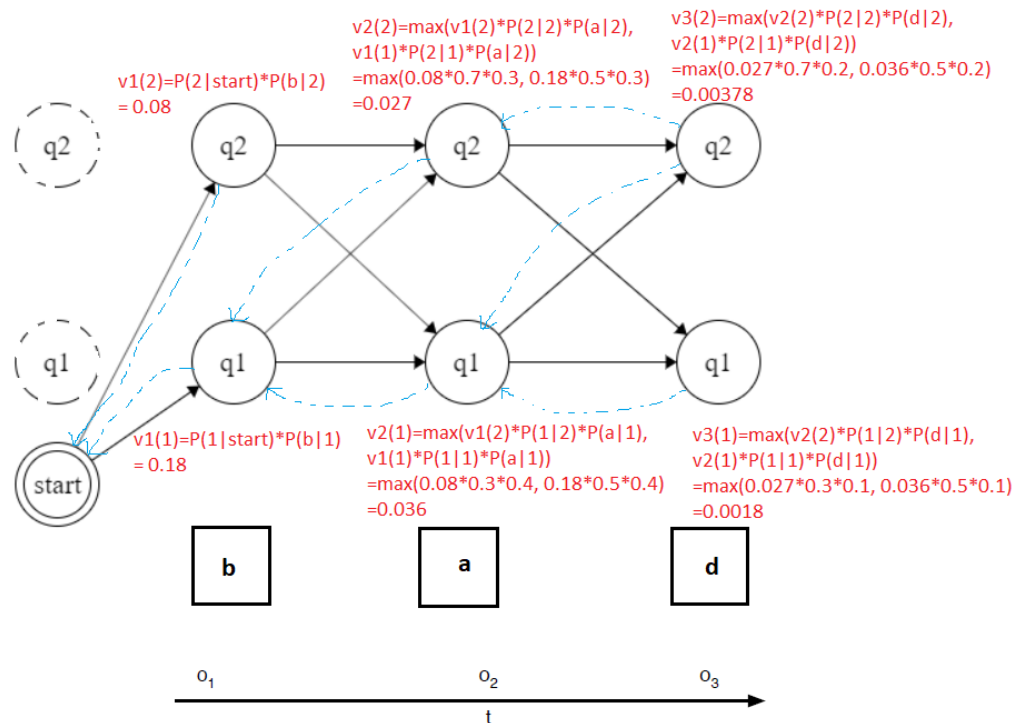 v2(2)=max(v1(2)*P(2|2)*P(a|2),
v1(1)*P(2|1)*P(a|2))
=max(0.08*0.7*0.3, 0.18*0.5*0.3)
=0.027
v3(2)=max(v2(2)*P(2|2)*P(d|2),
v2(1)*P(2|1)*P(d|2))
=max(0.027*0.7*0.2, 0.036*0.5*0.2)
=0.00378
v1(2)=P(2|start)*P(b|2)
= 0.08
q2
q2
q2
q2
q1
q1
q1
q1
start
v1(1)=P(1|start)*P(b|1)
= 0.18
v2(1)=max(v1(2)*P(1|2)*P(a|1),
v1(1)*P(1|1)*P(a|1))
=max(0.08*0.3*0.4, 0.18*0.5*0.4)
=0.036
v3(1)=max(v2(2)*P(1|2)*P(d|1),
v2(1)*P(1|1)*P(d|1))
=max(0.027*0.3*0.1, 0.036*0.5*0.1)
=0.0018
b
a
d
o1
o2
o3
t